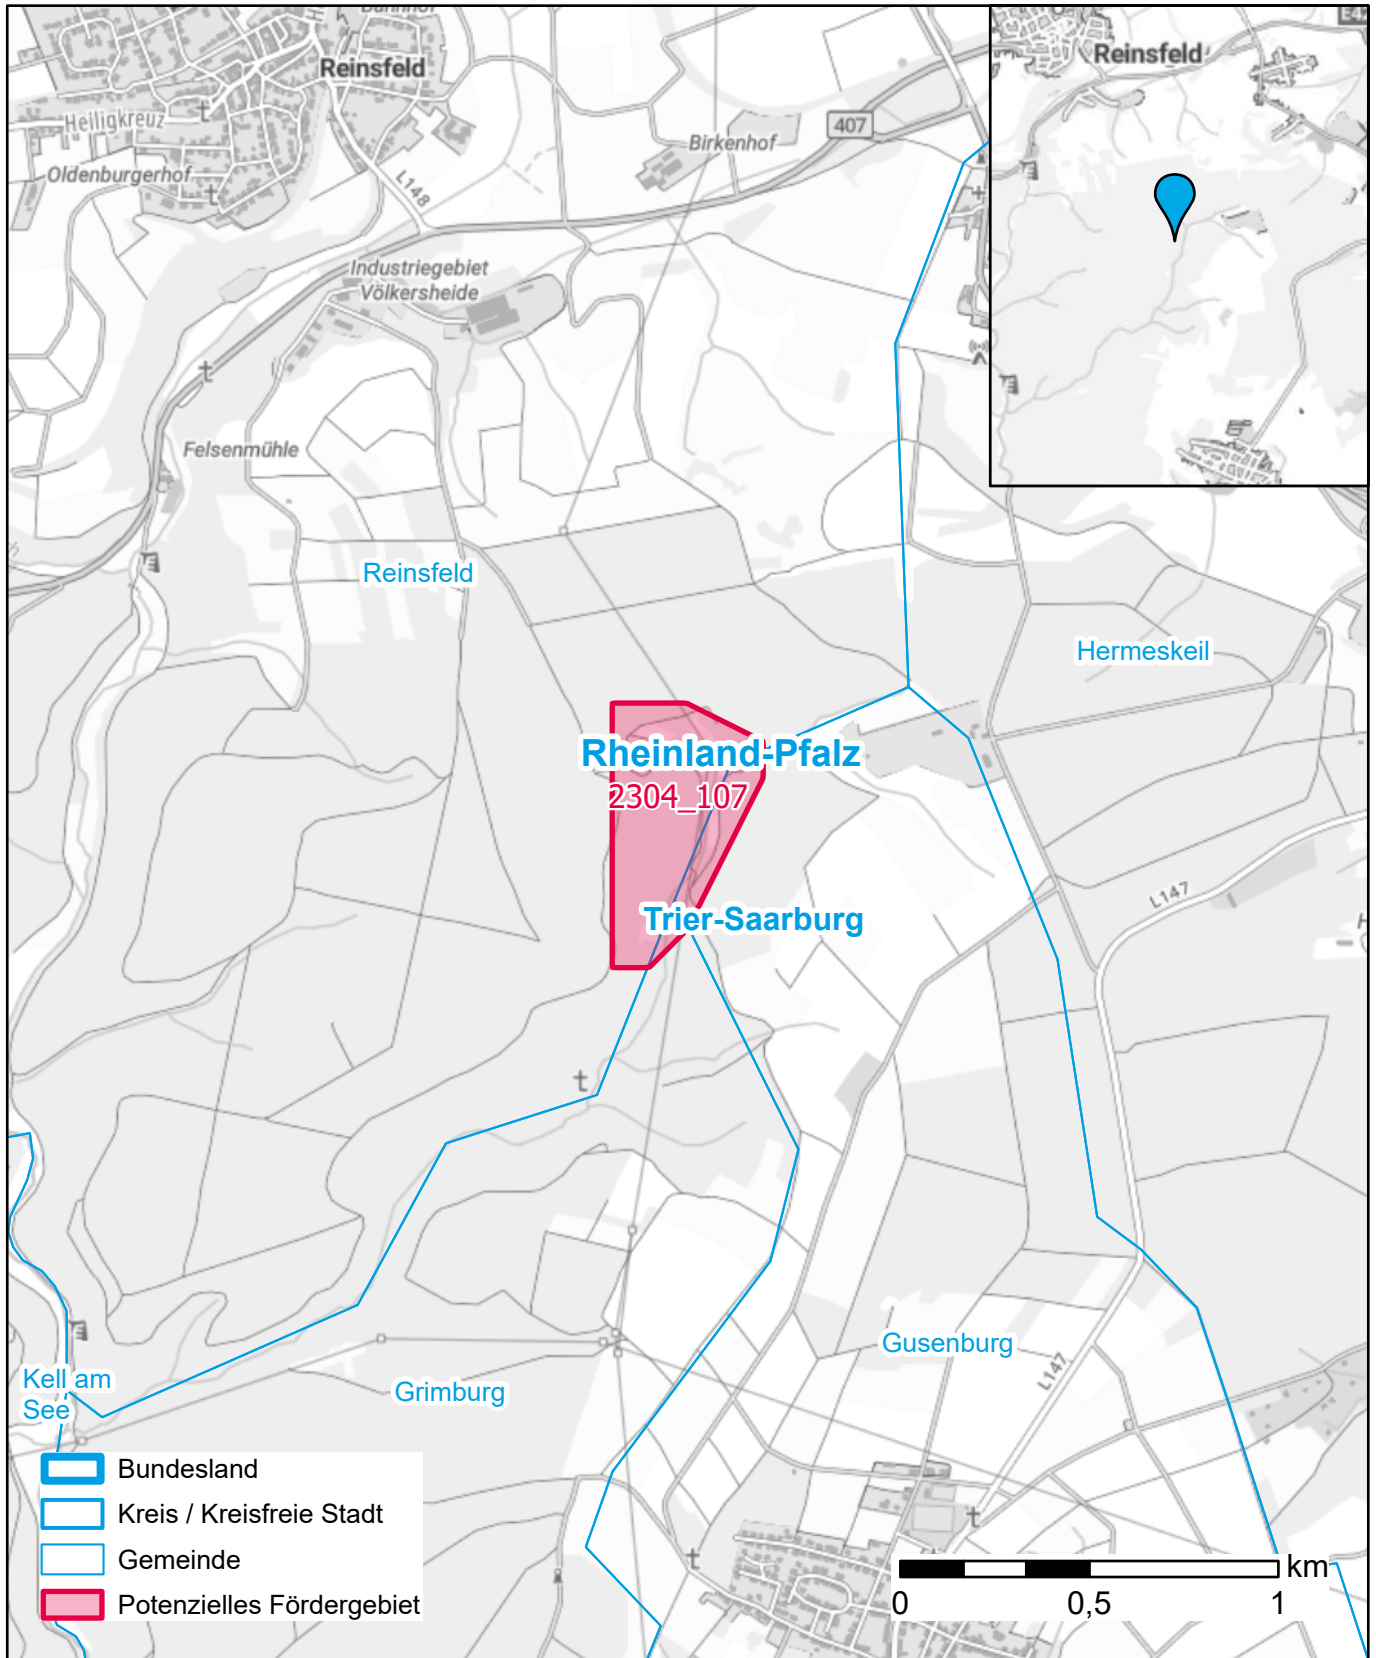 Reinsfeld
Heiligkreuz
Oldenburgerhof
L148
Birkenhof
407
Reinsfeld
Industriegebiet
Völkersheide
Felsenmühle
Reinsfeld
Hermeskeil
Rheinland-Pfalz
2304_107
Trier-Saarburg
L147
Gusenburg
L147
Kell am
See
Grimburg
Bundesland
Kreis / Kreisfreie Stadt
Gemeinde
Potenzielles Fördergebiet
km
0
0,5
1